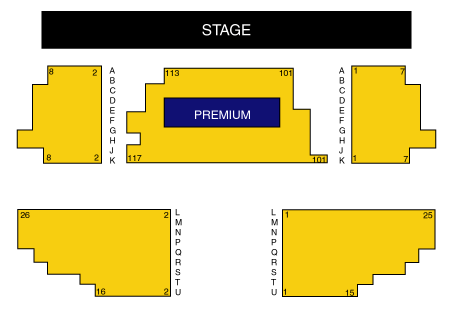 STAGE
8 2 A 113 101 A 1 7
B B
C C
D D
E PREMIUM E
F F
G G
H H
J J
8 2 K 117 101 K 1 7
26 2 L L 1 25
M M
N N
P P
Q Q
R R
S S
T T
16 2 U U 1 15